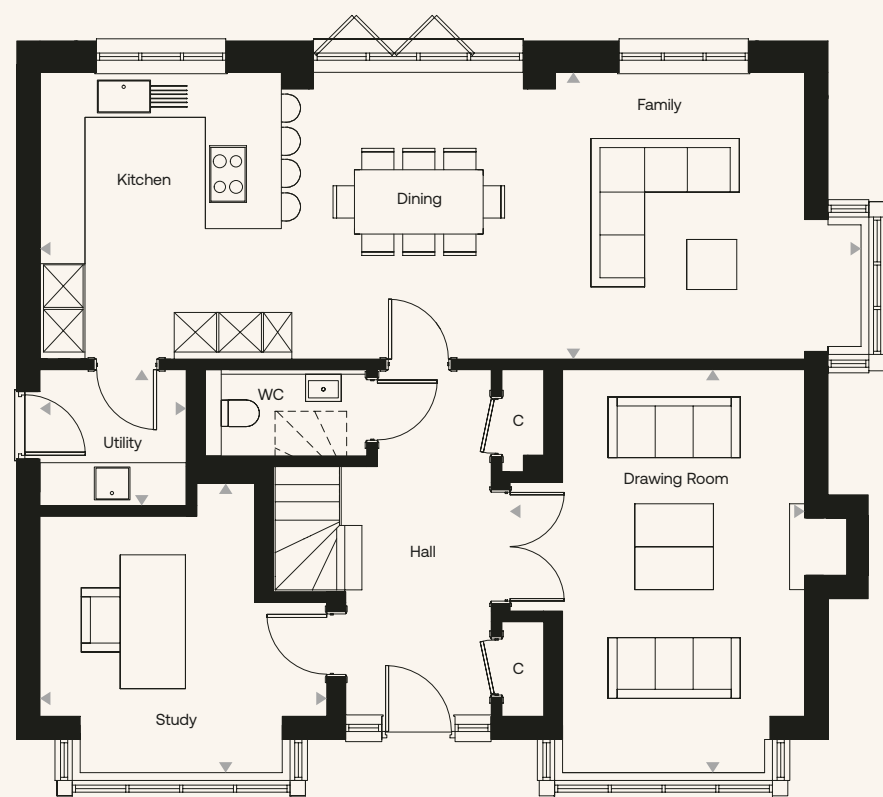 Family
Kitchen
Dining
WC
C
Utility
Drawing Room
Hall
C
Study